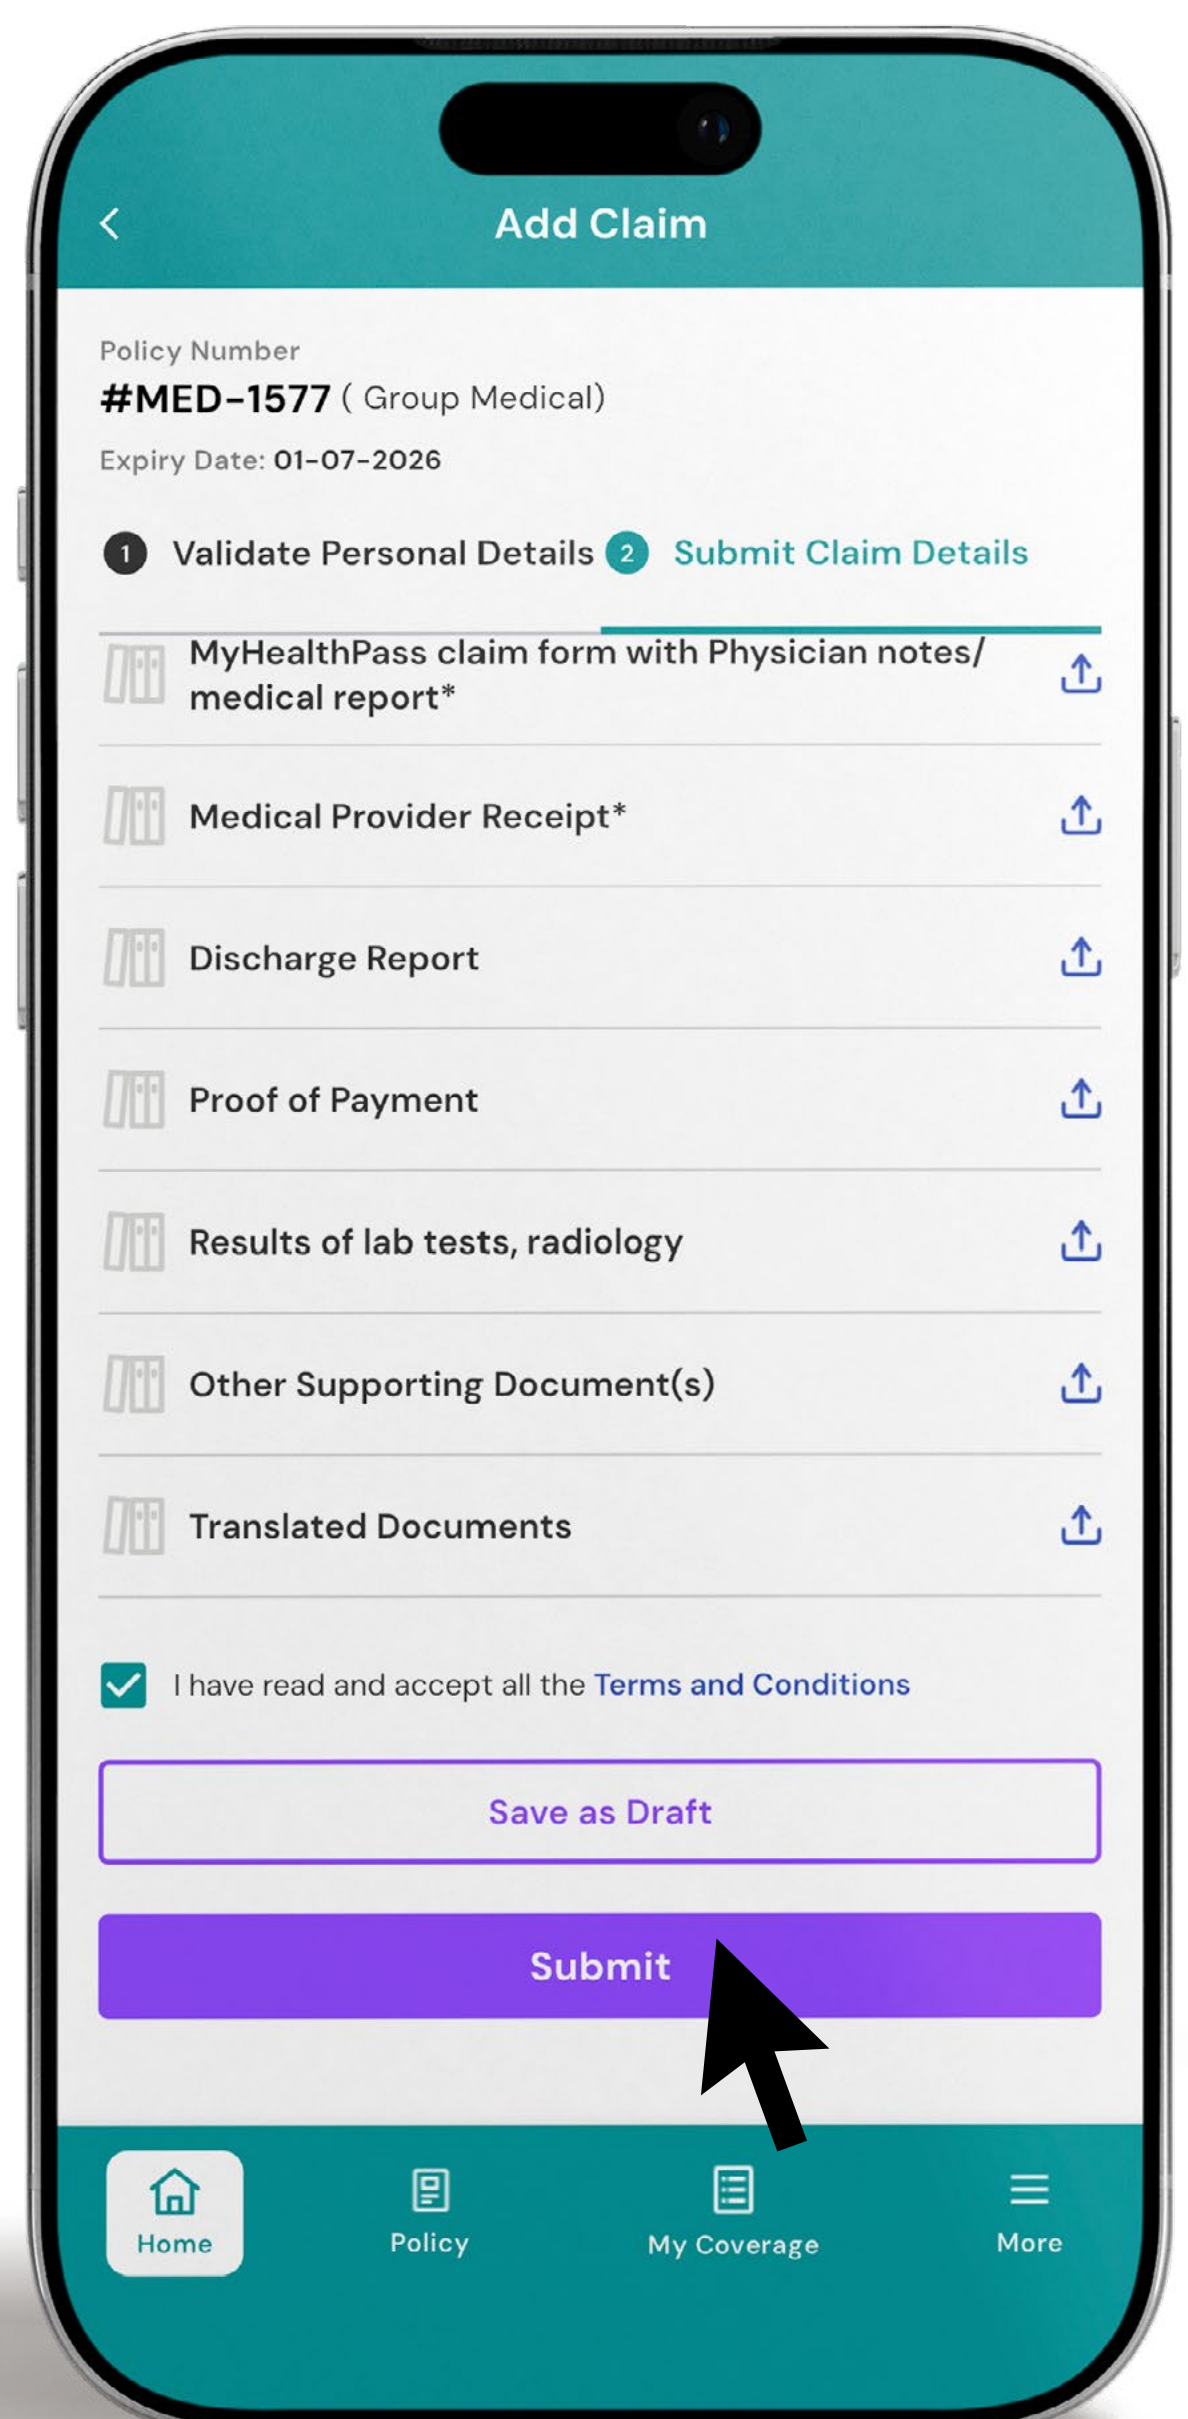 Add Claim
Policy Number
#MED-1577 ( Group Medical)
Expiry Date: 01-07-2026
1 Validate Personal Details 2 Submit Claim Details
MyHealthPass claim form with Physician notes/
medical report*
Medical Provider Receipt*
Discharge Report
Proof of Payment
Results of lab tests, radiology
Other Supporting Document(s)
Translated Documents
I have read and accept all the Terms and Conditions
Save as Draft
Submit
Home Policy My Coverage More